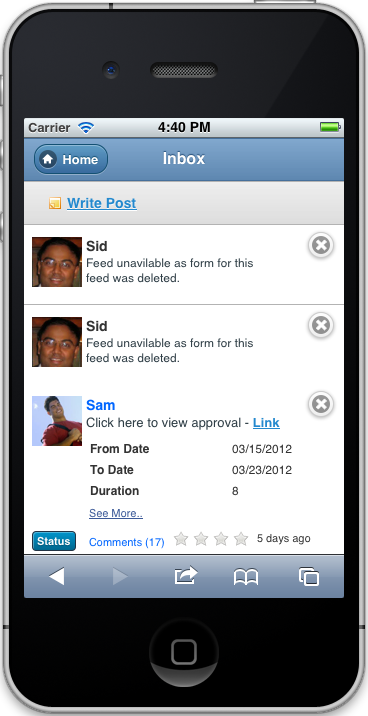 Carrier 4:40 PM
Home Inbox
Write Post
Sid
Feed unavailable as form for this
feed was deleted.
Sid
Feed unavailable as form for this
feed was deleted.
Sam
Click here to view approval - Link
From Date 03/15/2012
To Date 03/23/2012
Duration 8
See More..
Status Comments (17) 5 days ago